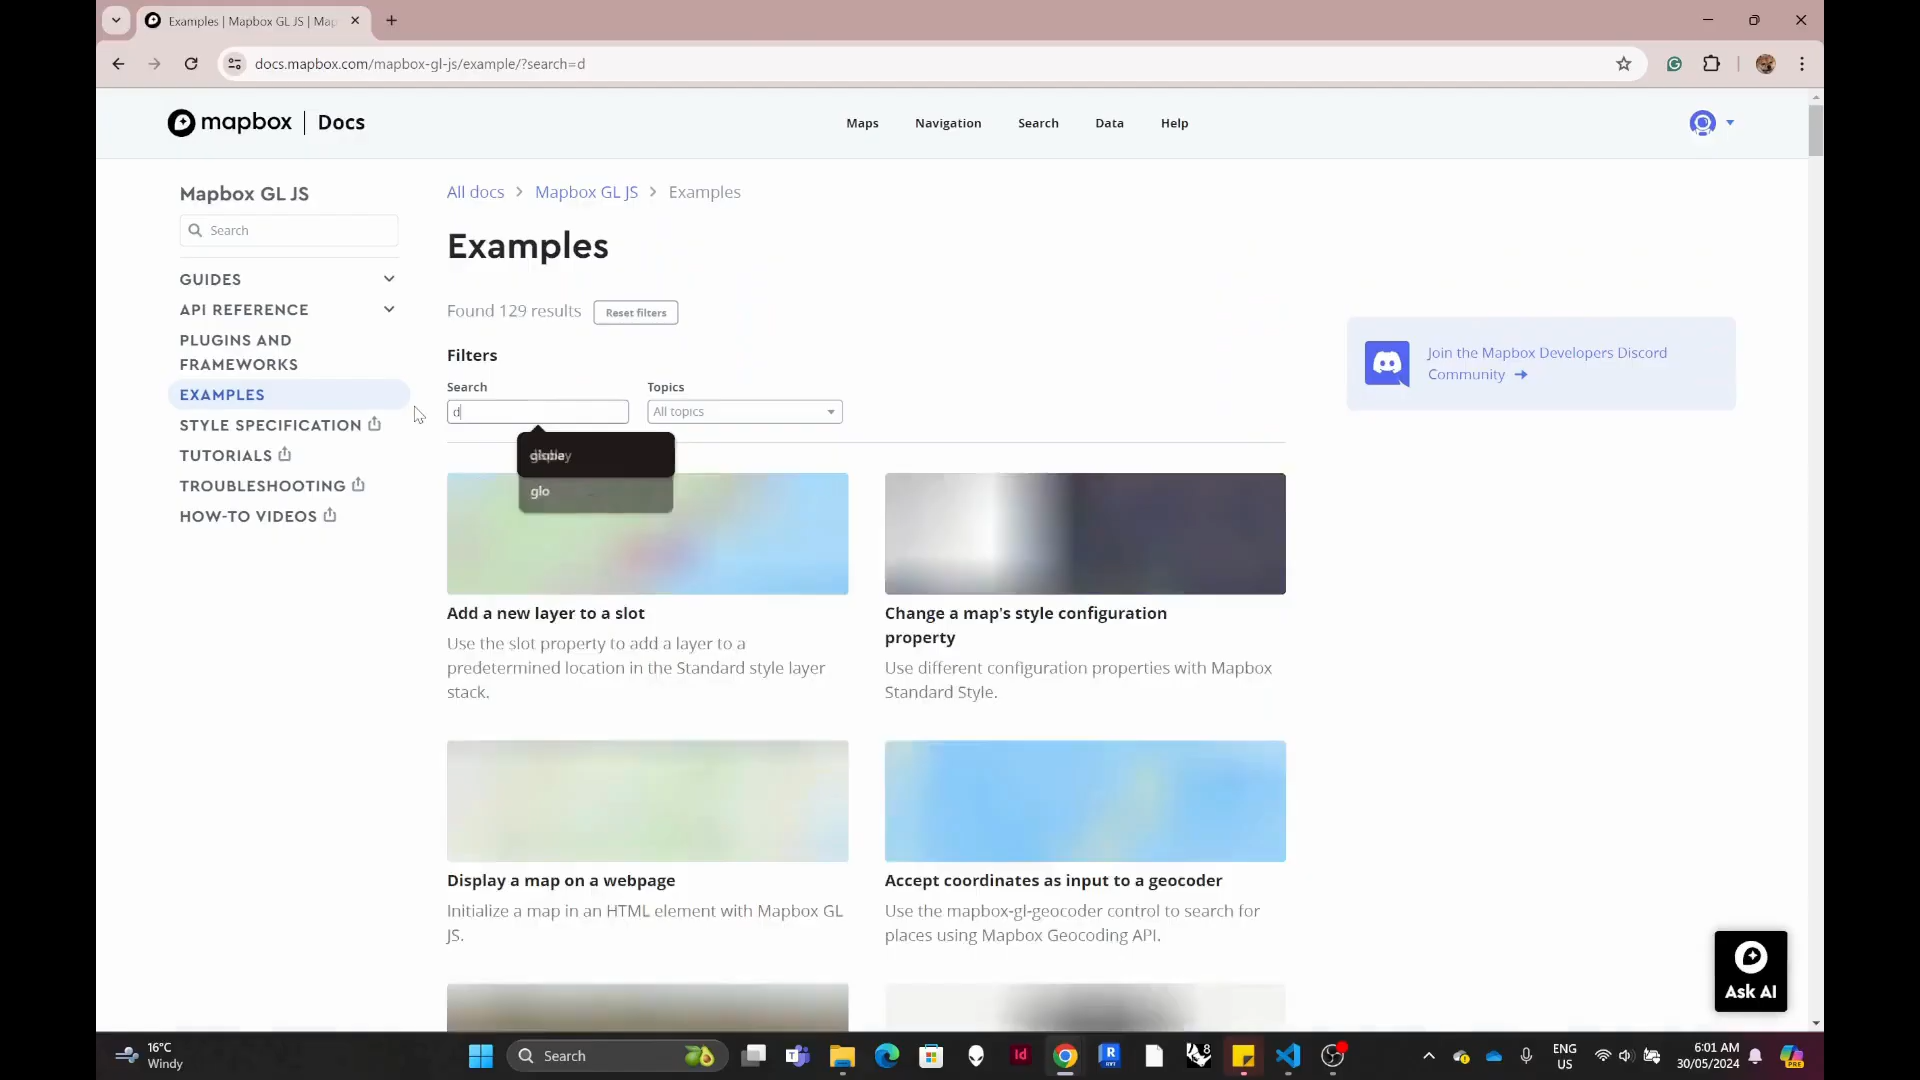 Examples | Mapbox GL JS | Map
docs.mapbox.com/mapbox-gl-js/example/?search=d
mapbox | Docs
Maps
Navigation
Search
Data
Help
Mapbox GL JS
Search
GUIDES
API REFERENCE
PLUGINS AND
FRAMEWORKS
EXAMPLES
STYLE SPECIFICATION
TUTORIALS
TROUBLESHOOTING
HOW-TO VIDEOS
All docs > Mapbox GL JS > Examples
Examples
Found 129 results
Reset filters
Filters
Search
Topics
d
All topics
glo
Join the Mapbox Developers Discord
Community →
Add a new layer to a slot
Use the slot property to add a layer to a
predetermined location in the Standard style layer
stack.
Change a map's style configuration
property
Use different configuration properties with Mapbox
Standard Style.
Display a map on a webpage
Initialize a map in an HTML element with Mapbox GL
JS.
Accept coordinates as input to a geocoder
Use the mapbox-gl-geocoder control to search for
places using Mapbox Geocoding API.
Ask AI
16°C
Windy
Search
Id
R
8
ENG
US
6:01 AM
30/05/2024
PRE